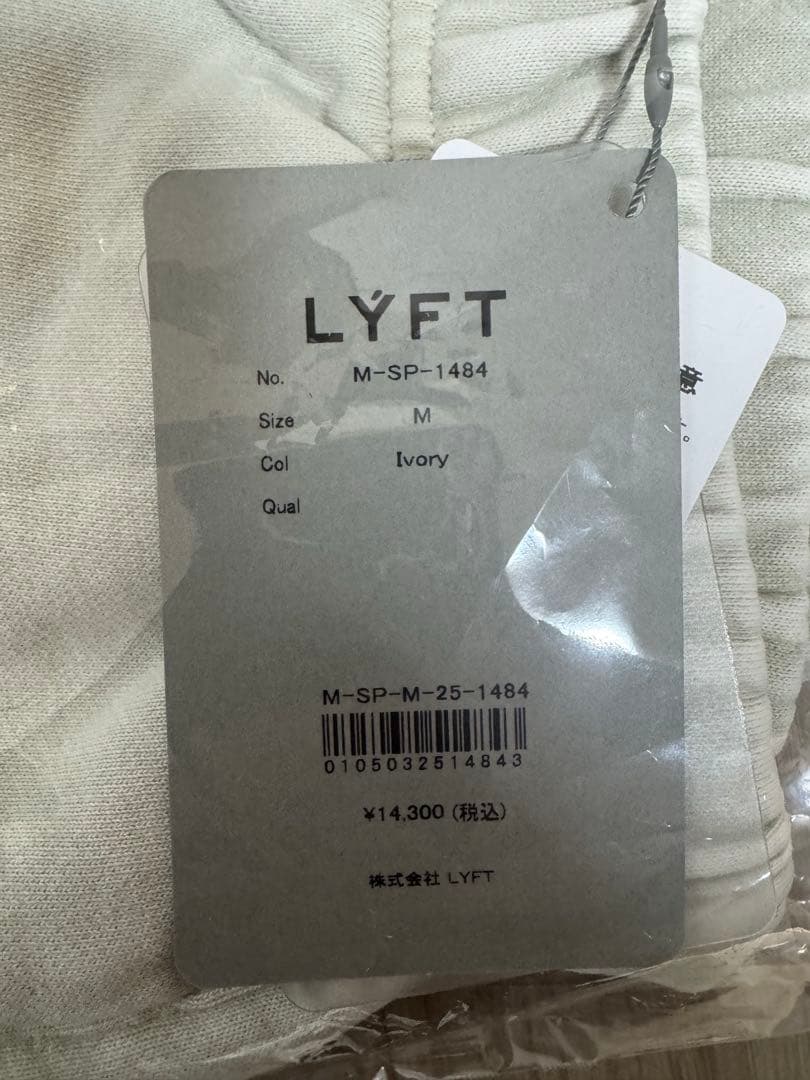 LÝFT
No. M-SP-1484
Size M
Col Ivory
Qual
M-SP-M-25-1484
0105032514843
¥14,300 (税込)
株式会社 LYFT